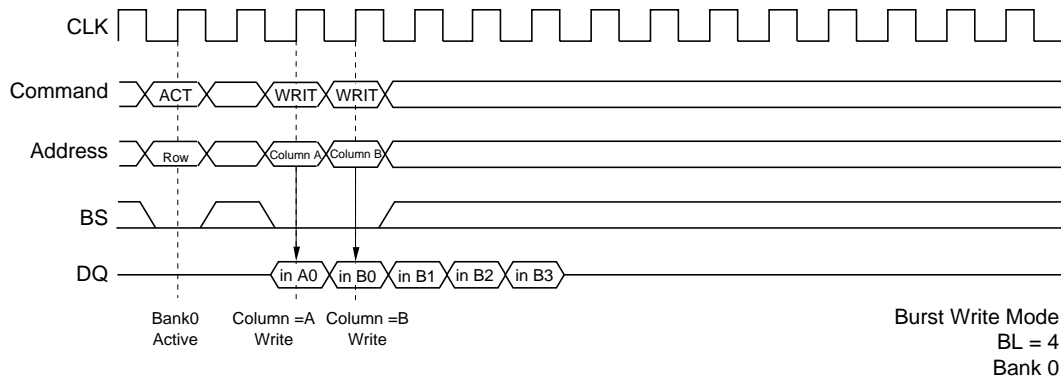 CLK
Command ACT WRIT WRIT
Address Row Column A Column B
BS
DQ in A0 in B0 in B1 in B2 in B3
Bank0 Column =A Column =B
Active Write Write
Burst Write Mode
BL = 4
Bank 0